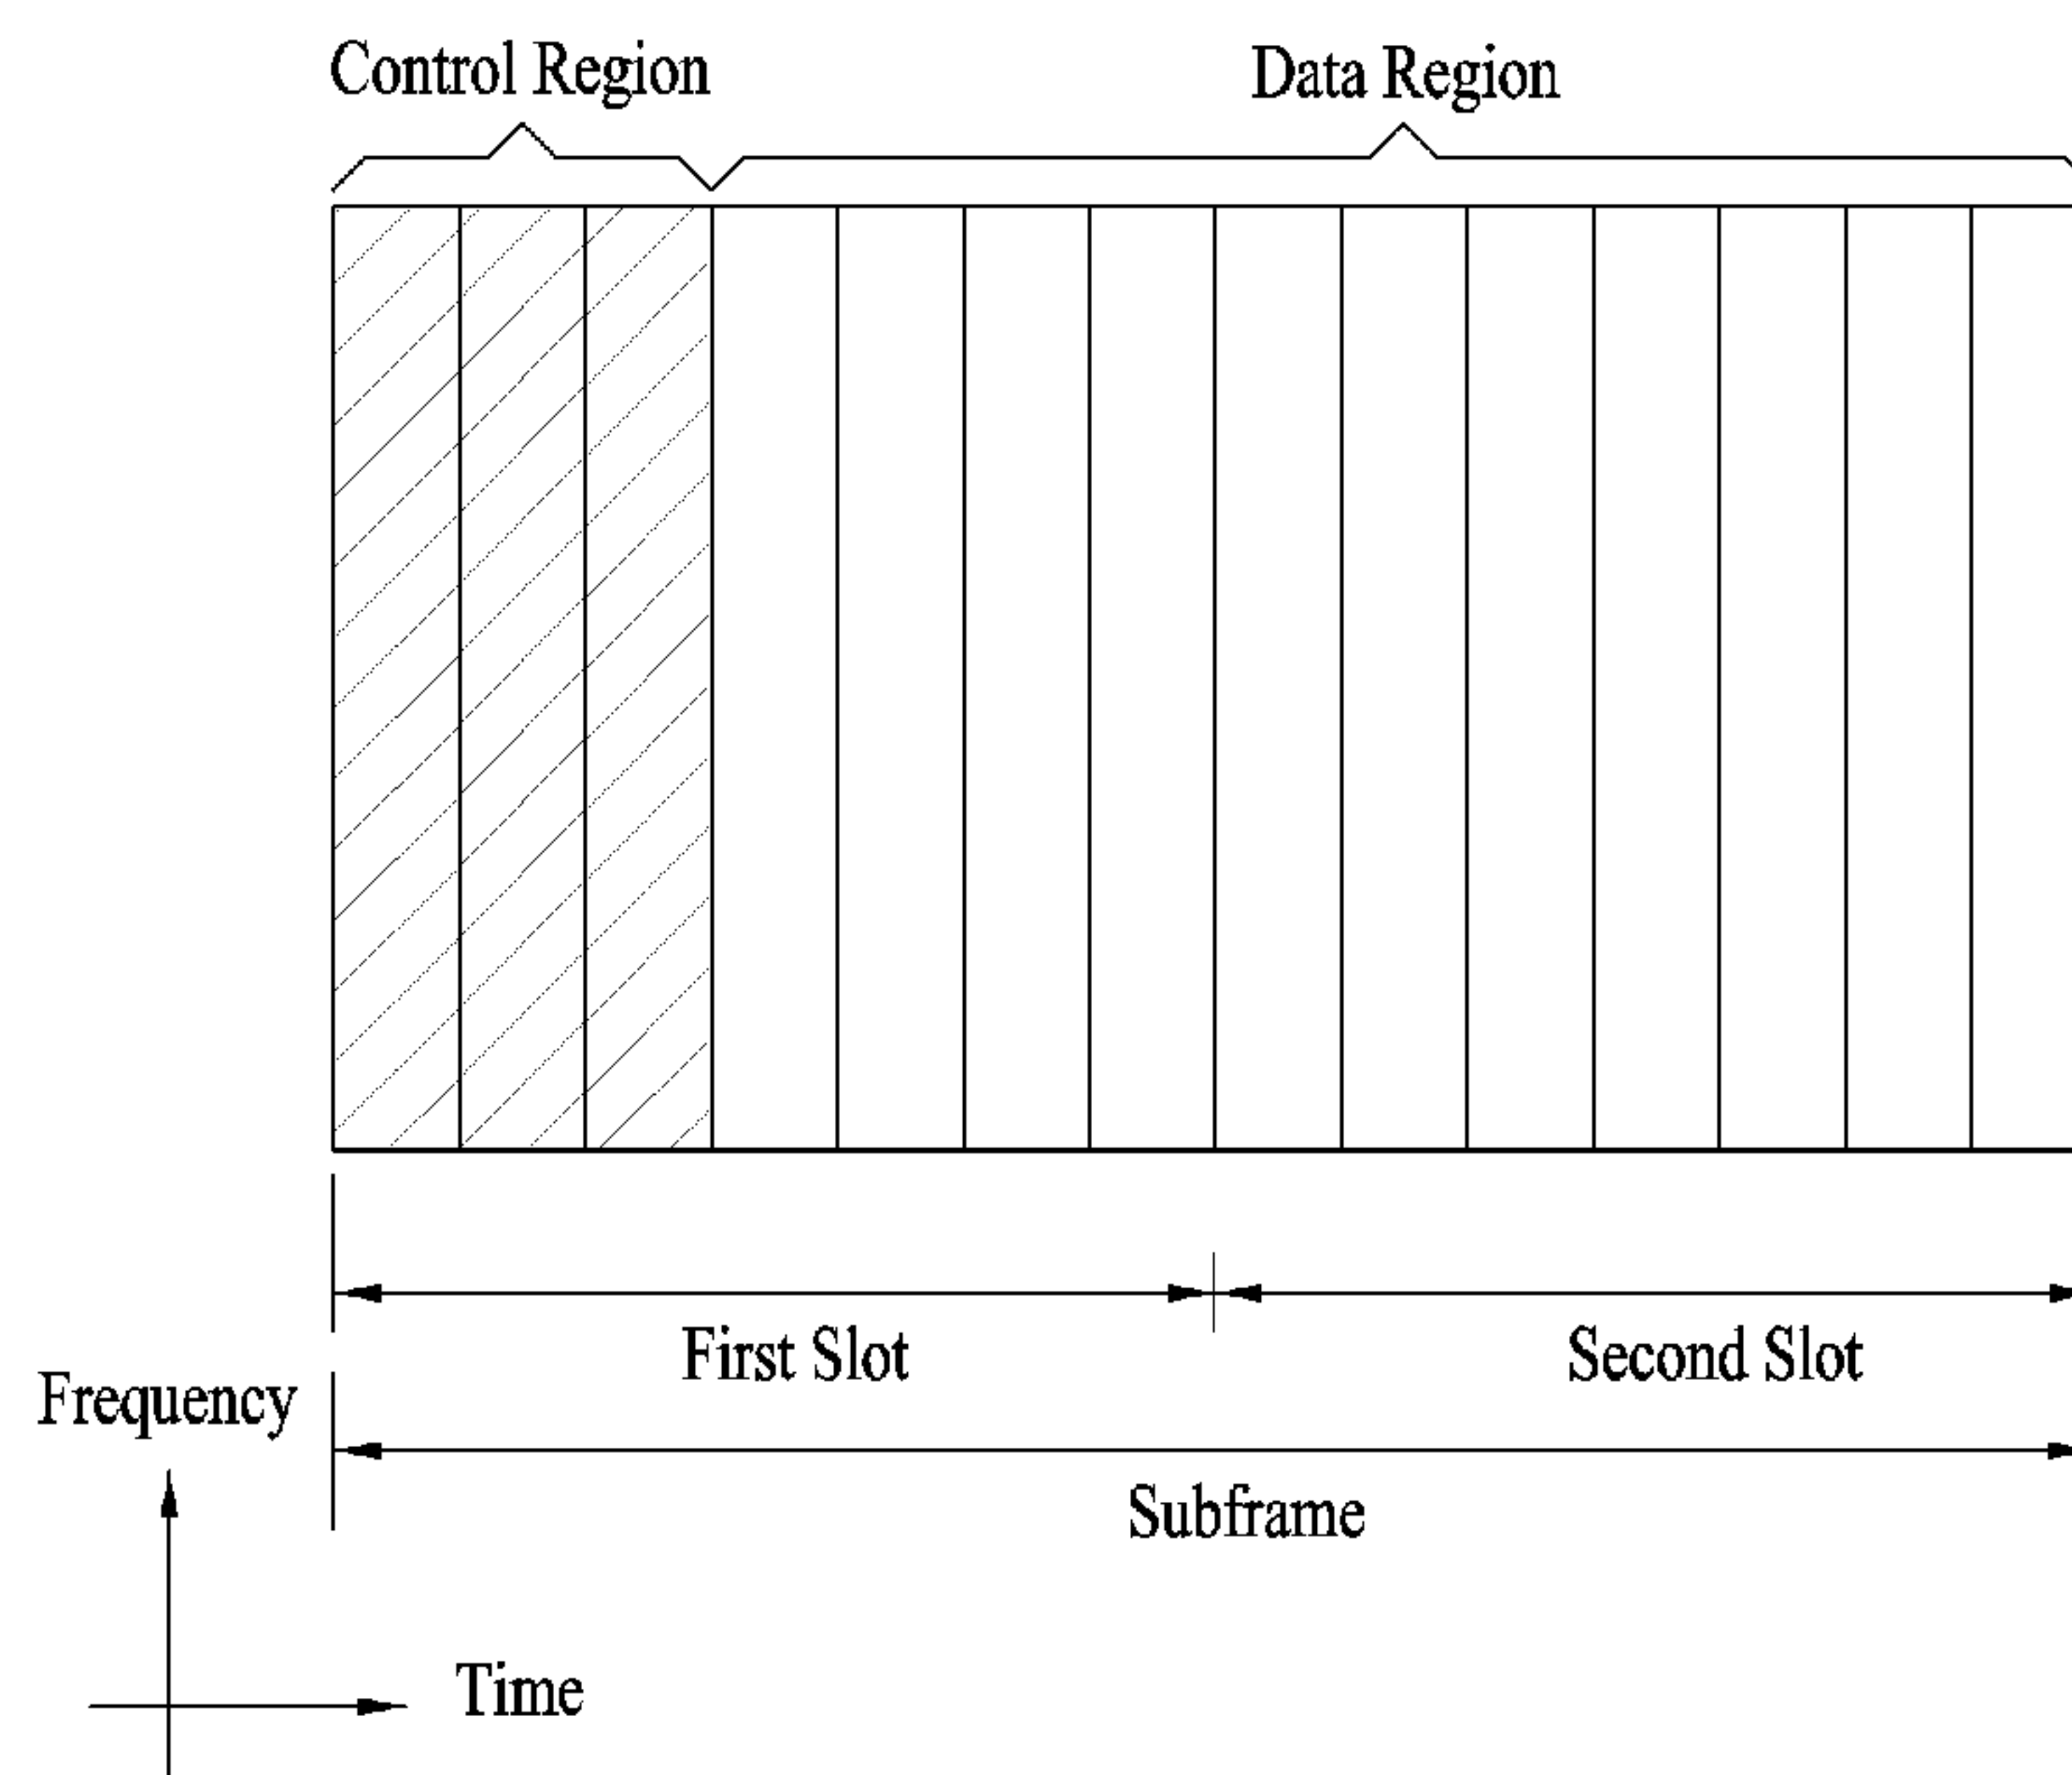 Control Region
Data Region
First Slot
Second Slot
Frequency
Subframe
Time